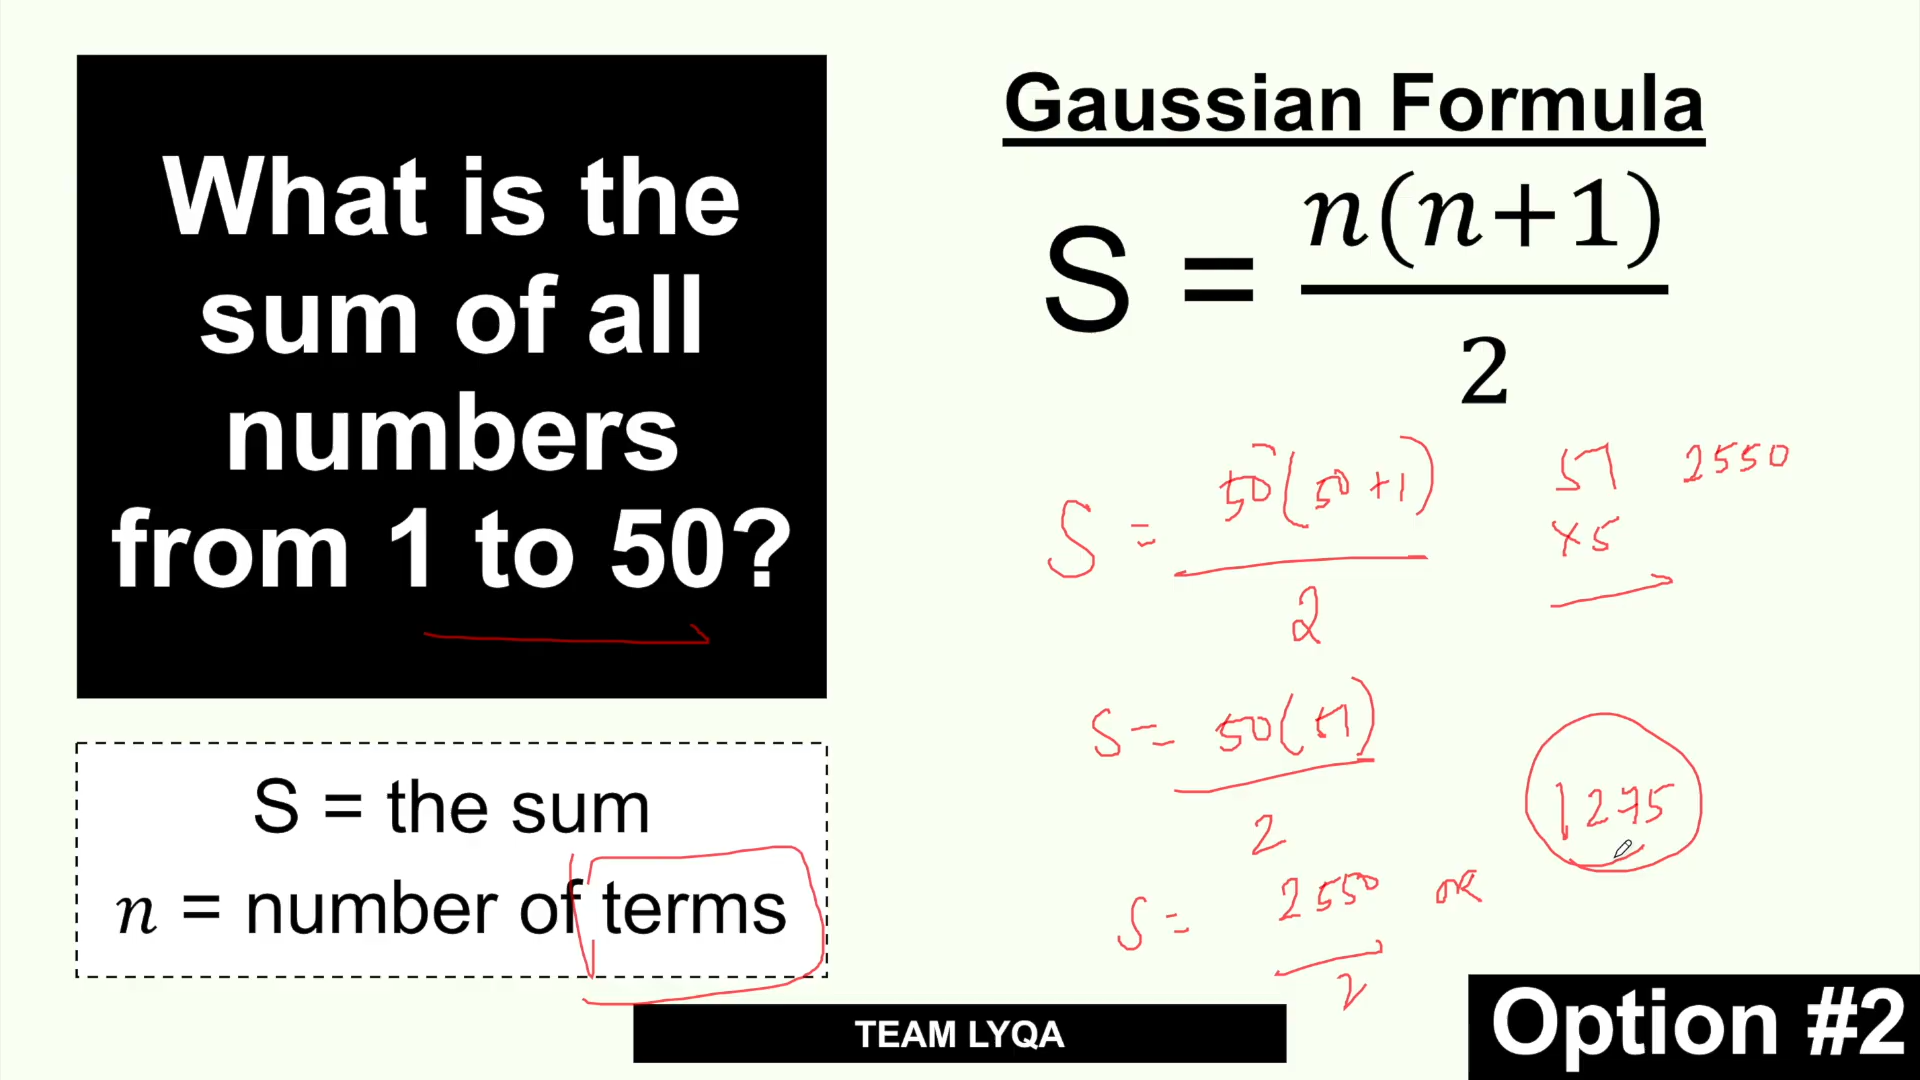 What is the
sum of all
numbers
from 1 to 50?
S = the sum
n = number of terms
Gaussian Formula
S = n(n+1)
2
S = 50(50+1)
2
51
×5
2550
S = 50(51)
2
S = 2550 or
2
1275
TEAM LYQA
Option #2